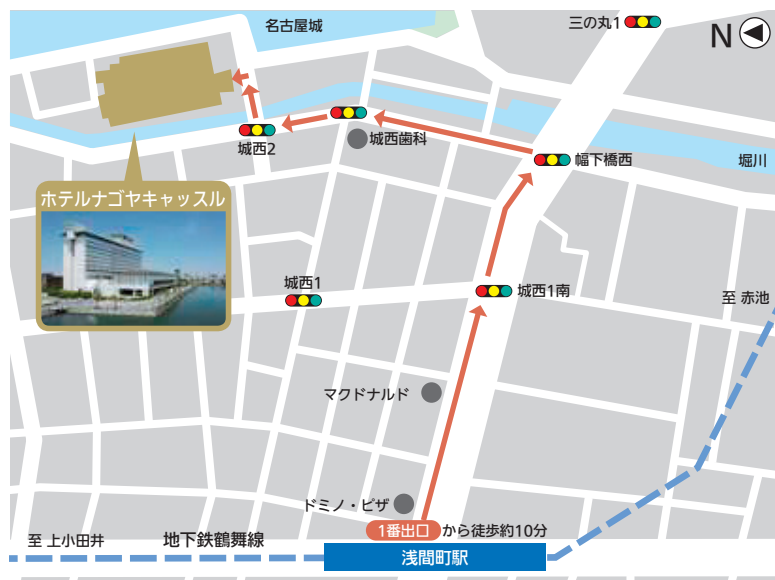 名古屋城
三の丸1
N
城西歯科
城西2
幅下橋西
堀川
ホテルナゴヤキャッスル
城西1
城西1南
至 赤池
マクドナルド
ドミノ・ピザ
1番出口 から徒歩約10分
至 上小田井
地下鉄鶴舞線
浅間町駅